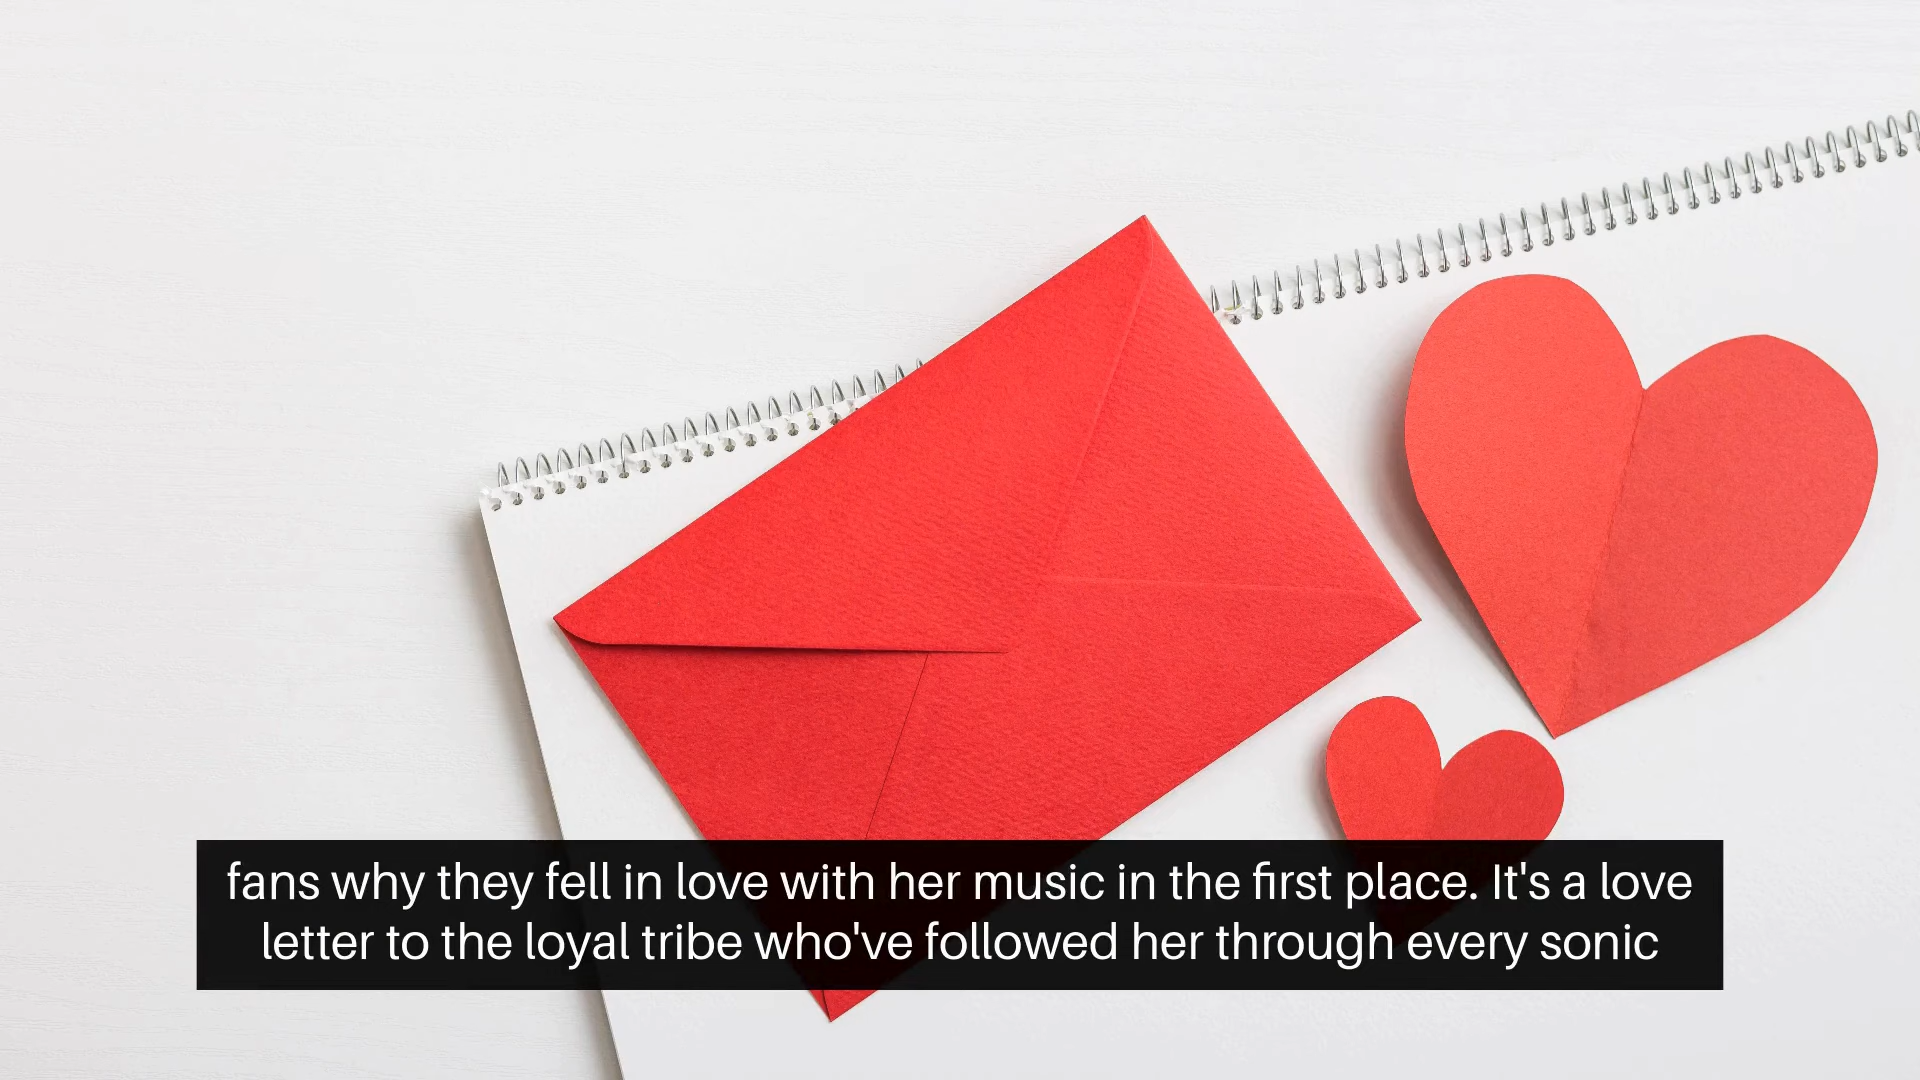 fans why they fell in love with her music in the first place. It's a love
letter to the loyal tribe who've followed her through every sonic